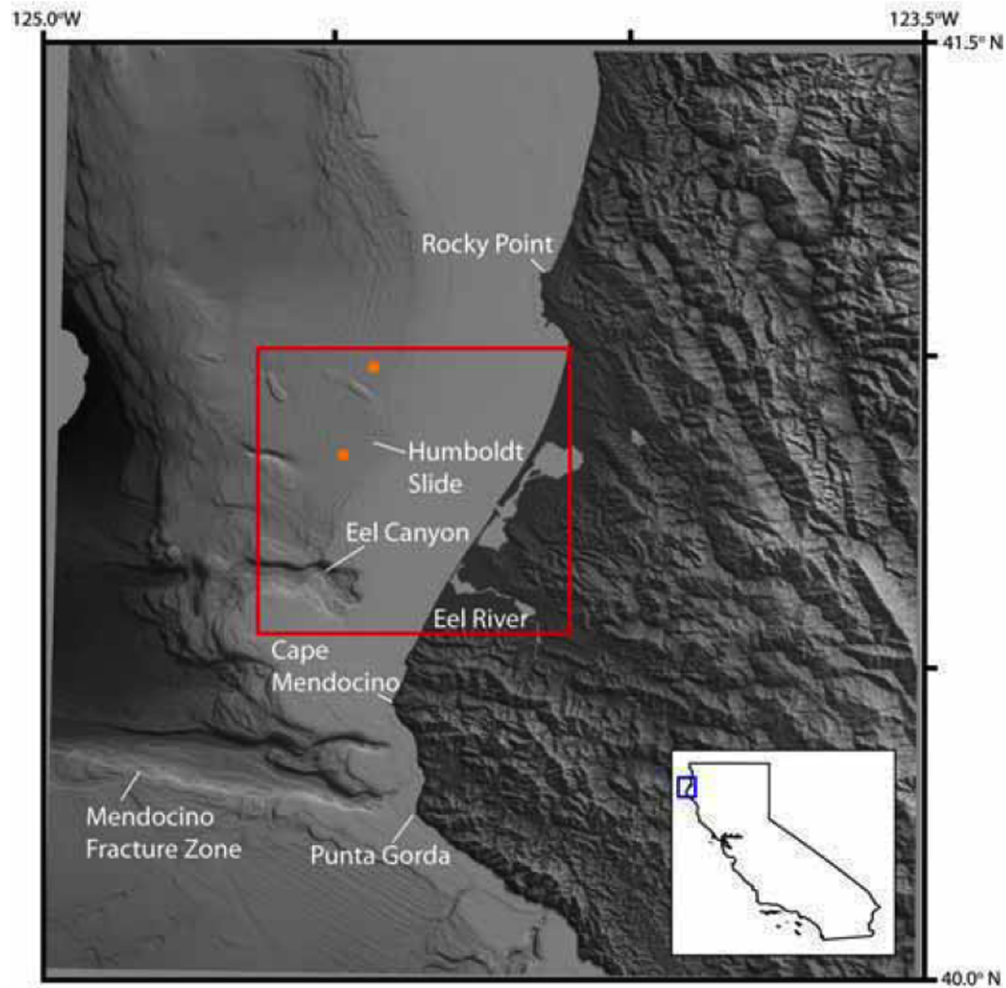 125.0°W
123.5°W
41.5° N
Rocky Point
Humboldt
Slide
Eel Canyon
Eel River
Cape
Mendocino
Mendocino
Fracture Zone
Punta Gorda
40.0° N